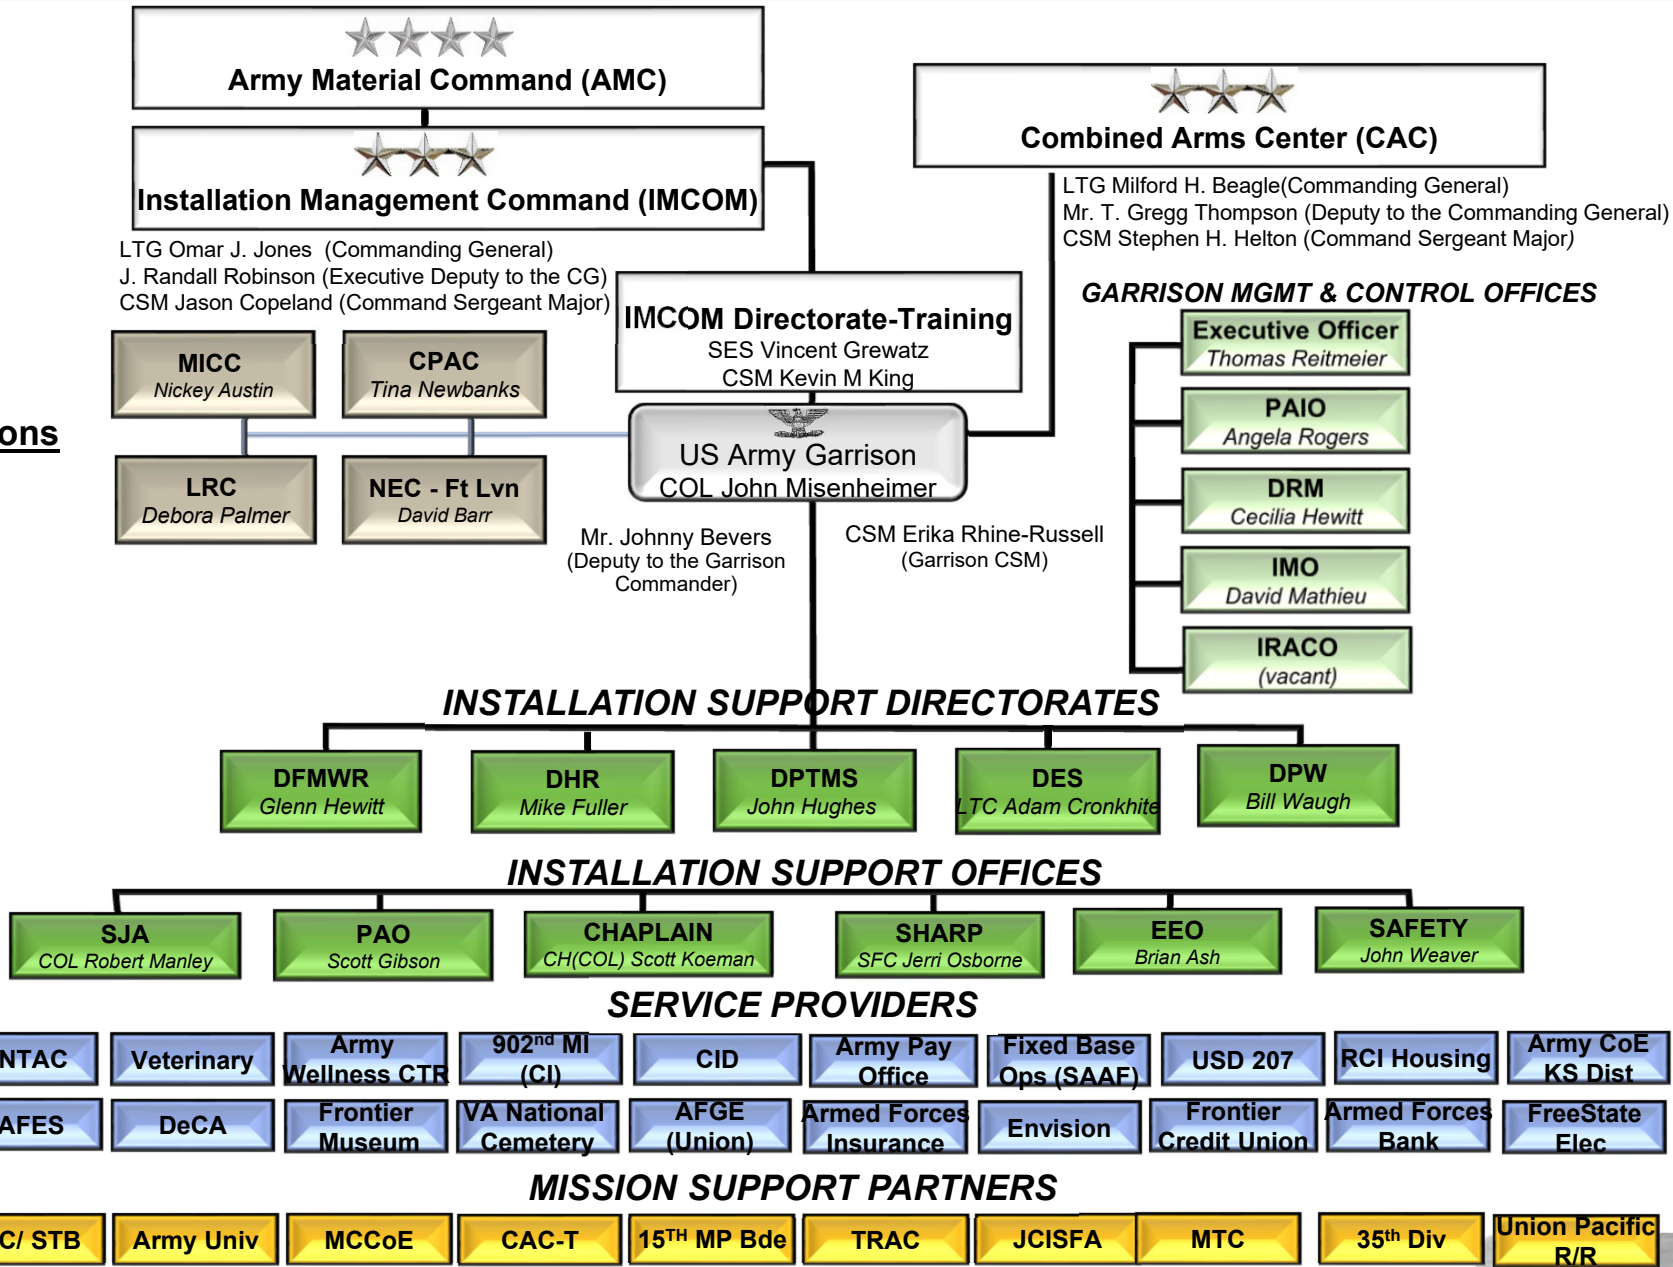 Army Material Command (AMC)
Installation Management Command (IMCOM)
LTG Omar J. Jones  (Commanding General)
J. Randall Robinson (Executive Deputy to the CG)
CSM Jason Copeland (Command Sergeant Major)
Combined Arms Center (CAC)
LTG Milford H. Beagle(Commanding General)
Mr. T. Gregg Thompson (Deputy to the Commanding General)
CSM Stephen H. Helton (Command Sergeant Major)
IMCOM Directorate-Training
SES Vincent Grewatz
CSM Kevin M King
MICC
Nickey Austin
CPAC
Tina Newbanks
ons
LRC
Debora Palmer
NEC - Ft Lvn
David Barr
US Army Garrison
COL John Misenheimer
Mr. Johnny Bevers
(Deputy to the Garrison
Commander)
CSM Erika Rhine-Russell
(Garrison CSM)
GARRISON MGMT & CONTROL OFFICES
Executive Officer
Thomas Reitmeier
PAIO
Angela Rogers
DRM
Cecilia Hewitt
IMO
David Mathieu
IRACO
(vacant)
INSTALLATION SUPPORT DIRECTORATES
DFMWR
Glenn Hewitt
DHR
Mike Fuller
DPTMS
John Hughes
DES
LTC Adam Cronkhite
DPW
Bill Waugh
INSTALLATION SUPPORT OFFICES
SJA
COL Robert Manley
PAO
Scott Gibson
CHAPLAIN
CH(COL) Scott Koeman
SHARP
SFC Jerri Osborne
EEO
Brian Ash
SAFETY
John Weaver
SERVICE PROVIDERS
NTAC
Veterinary
Army
Wellness CTR
902nd MI
(CI)
CID
Army Pay
Office
Fixed Base
Ops (SAAF)
USD 207
RCI Housing
Army CoE
KS Dist
AFES
DeCA
Frontier
Museum
VA National
Cemetery
AFGE
(Union)
Armed Forces
Insurance
Envision
Frontier
Credit Union
Armed Forces
Bank
FreeState
Elec
MISSION SUPPORT PARTNERS
C/ STB
Army Univ
MCCoE
CAC-T
15TH MP Bde
TRAC
JCISFA
MTC
35th Div
Union Pacific
R/R